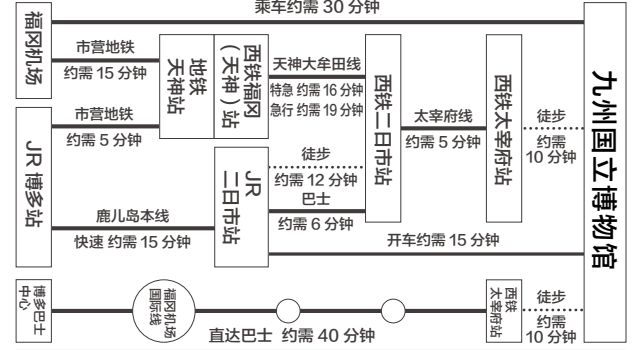 乘车约需 30 分钟
福冈机场
市营地铁
约需 15 分钟
地铁
天神站
西铁福冈
（天神）站
天神大牟田线
特急 约需 16 分钟
急行 约需 19 分钟
西铁二日市站
太宰府线
约需 5 分钟
西铁太宰府站
徒步
约需
10 分钟
九州国立博物馆
市营地铁
约需 5 分钟
JR 博多站
徒步
约需 12 分钟
巴士
约需 6 分钟
JR
二日市站
鹿儿岛本线
快速 约需 15 分钟
开车约需 15 分钟
博多巴士
中心
福冈机场
国际线
直达巴士 约需 40 分钟
西铁
太宰府站
徒步
约需
10 分钟